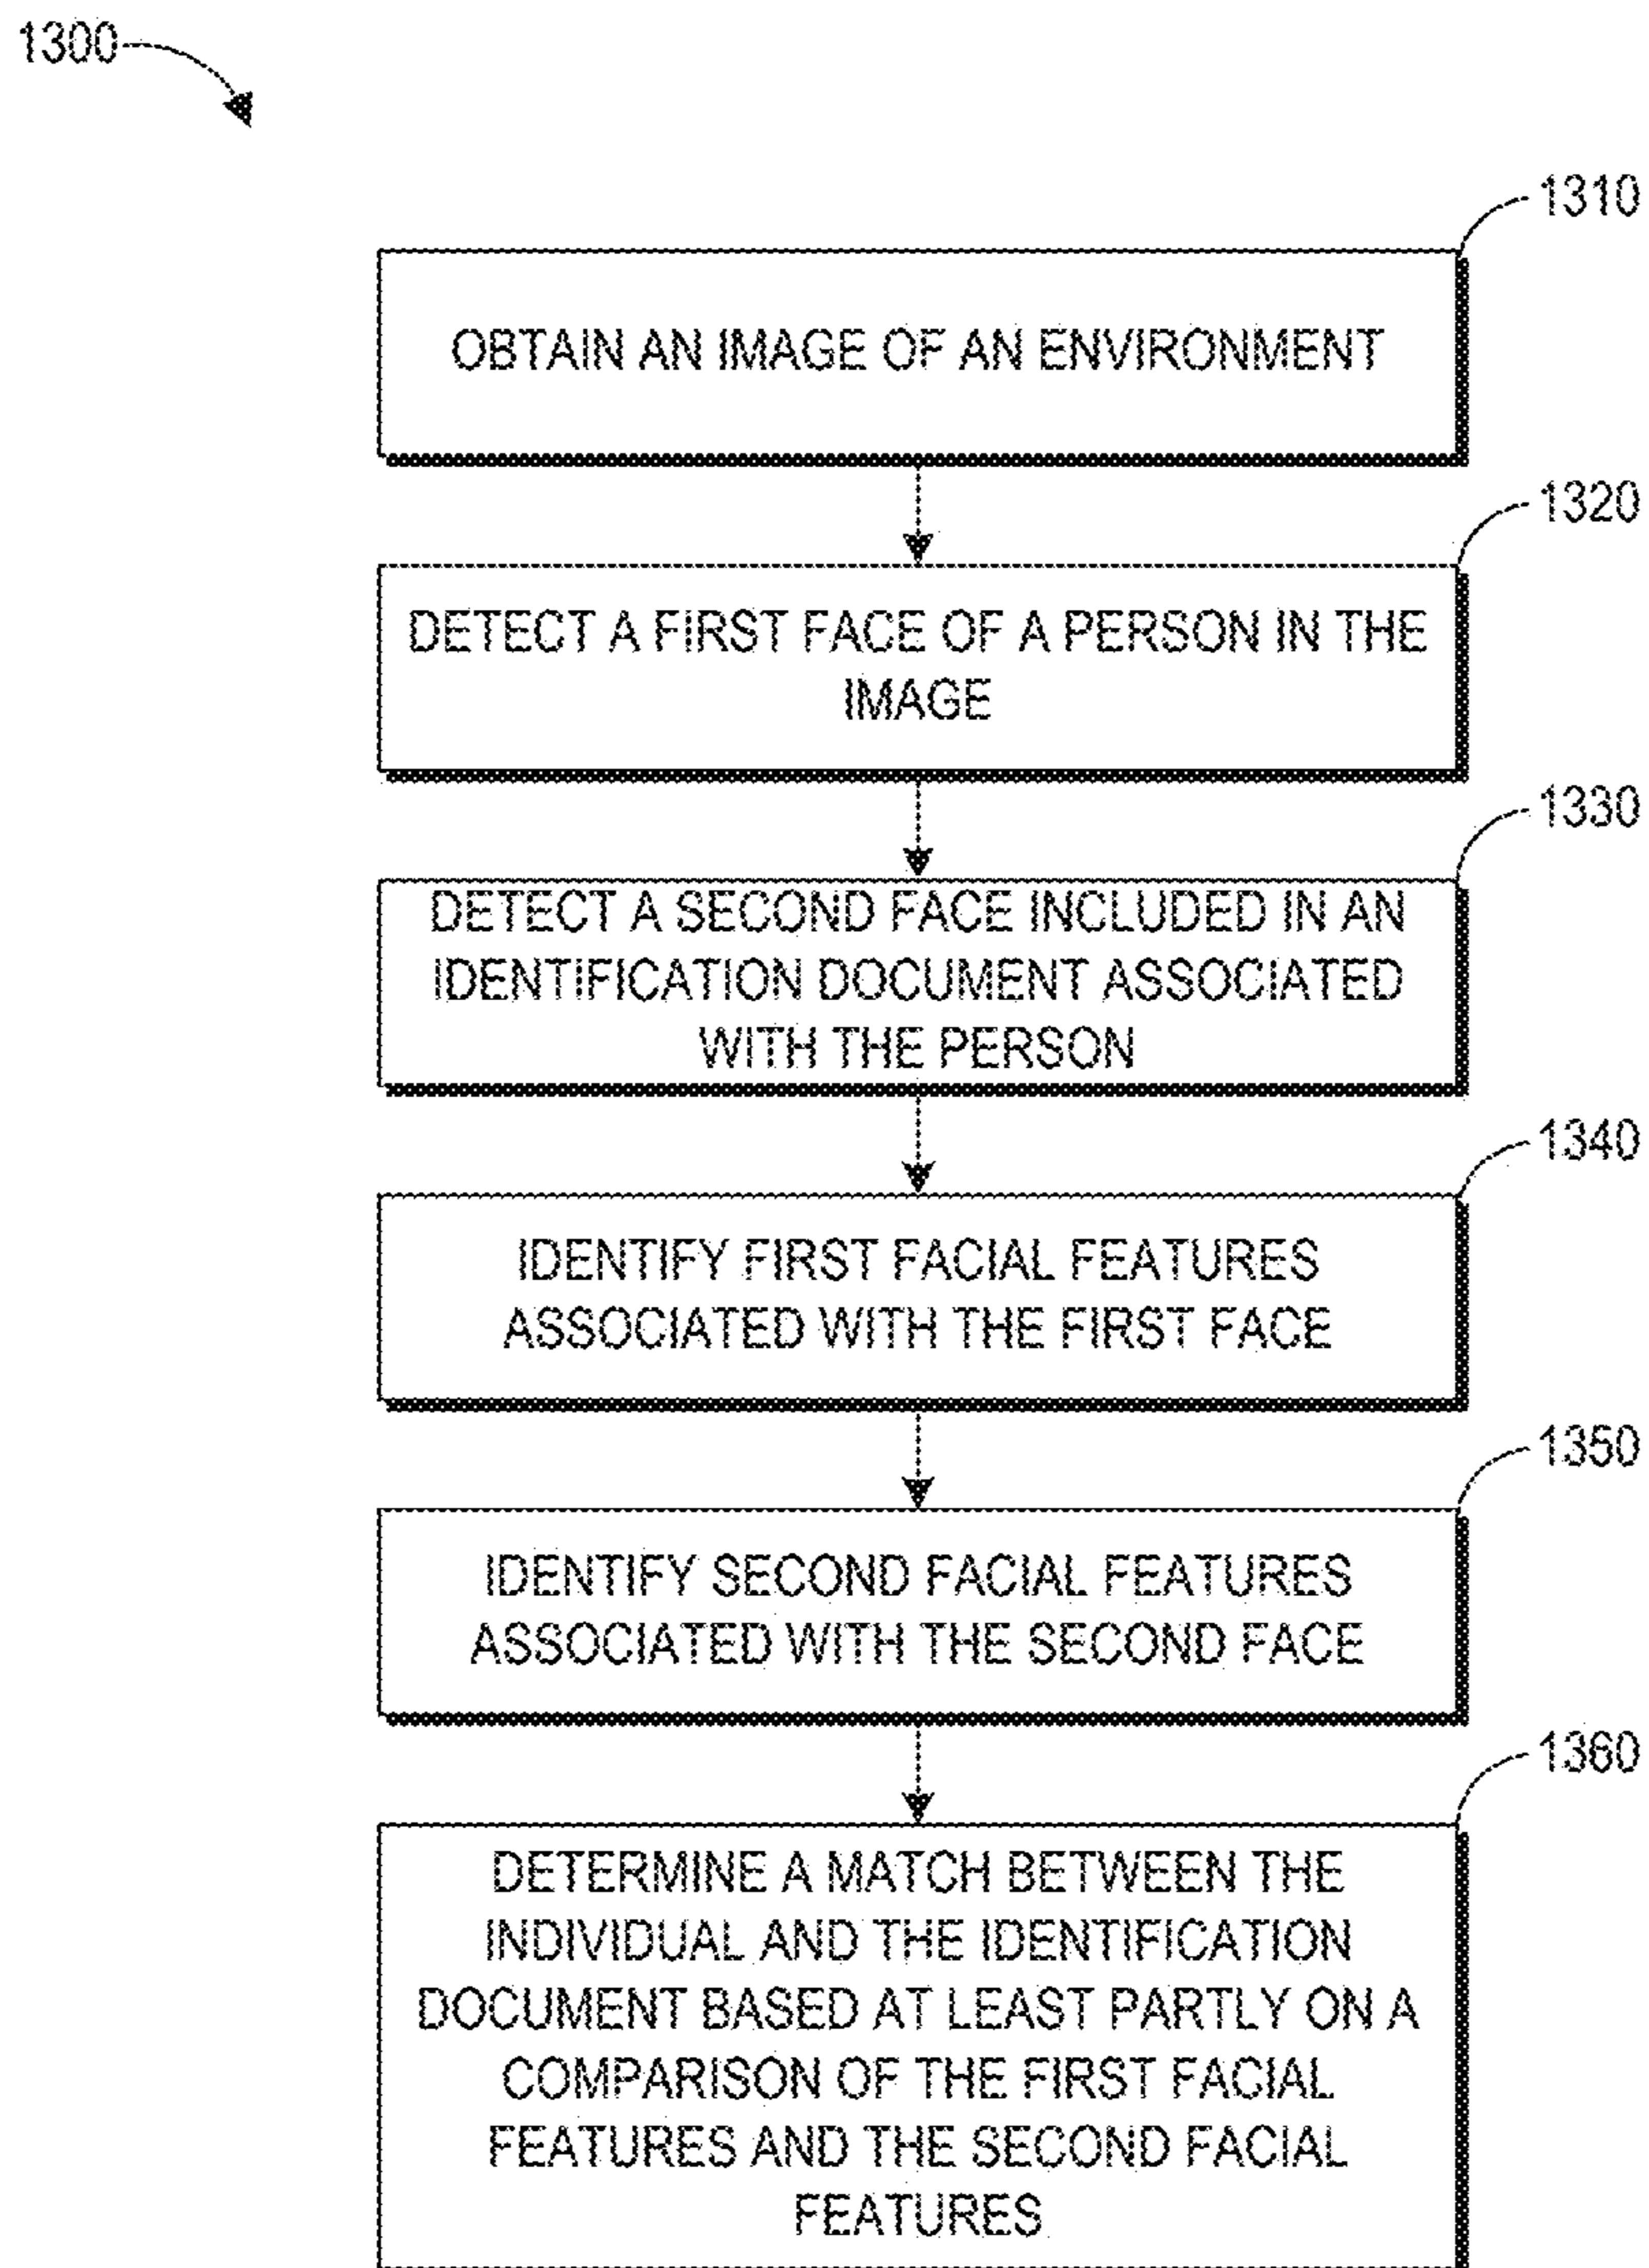 1300
1310
OBTAIN AN IMAGE OF AN ENVIRONMENT
1320
DETECT A FIRST FACE OF A PERSON IN THE
IMAGE
1330
DETECT A SECOND FACE INCLUDED IN AN
IDENTIFICATION DOCUMENT ASSOCIATED
WITH THE PERSON
1340
IDENTIFY FIRST FACIAL FEATURES
ASSOCIATED WITH THE FIRST FACE
1350
IDENTIFY SECOND FACIAL FEATURES
ASSOCIATED WITH THE SECOND FACE
1360
DETERMINE A MATCH BETWEEN THE
INDIVIDUAL AND THE IDENTIFICATION
DOCUMENT BASED AT LEAST PARTLY ON A
COMPARISON OF THE FIRST FACIAL
FEATURES AND THE SECOND FACIAL
FEATURES